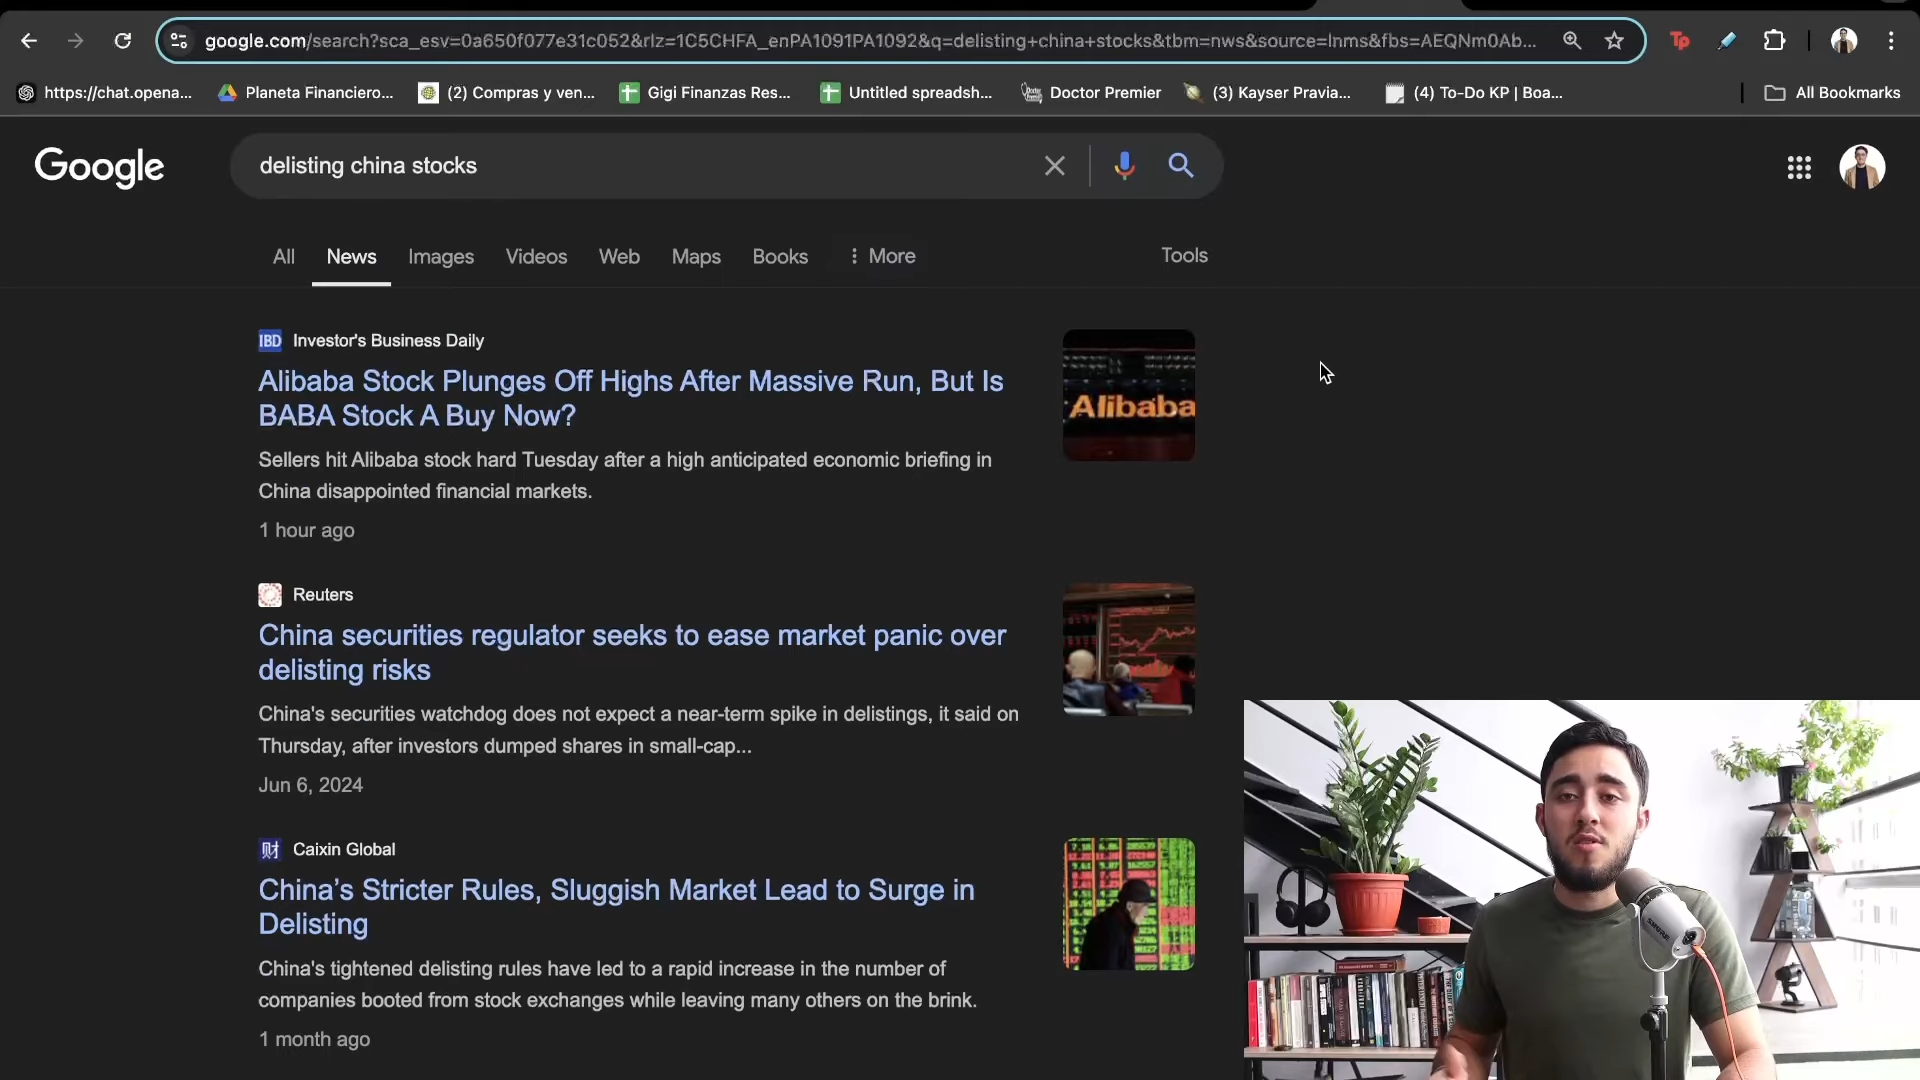 google.com/search?sca_esv=0a650f077e31c052&rlz=1C5CHFA_enPA1091PA1092&q=delisting+china+stocks&tbm=nws&source=lnms&fbs=AEQNm0Ab...
Tp
https://chat.opena...
Planeta Financiero...
(2) Compras y ven...
Gigi Finanzas Res...
Untitled spreadsh...
Doctor Premier
(3) Kayser Pravia...
(4) To-Do KP | Boa...
All Bookmarks
Google
delisting china stocks
All
News
Images
Videos
Web
Maps
Books
More
Tools
IBD Investor's Business Daily
Alibaba Stock Plunges Off Highs After Massive Run, But Is
BABA Stock A Buy Now?
Sellers hit Alibaba stock hard Tuesday after a high anticipated economic briefing in
China disappointed financial markets.
1 hour ago
Alibaba
Reuters
China securities regulator seeks to ease market panic over
delisting risks
China's securities watchdog does not expect a near-term spike in delistings, it said on
Thursday, after investors dumped shares in small-cap...
Jun 6, 2024
财 Caixin Global
China's Stricter Rules, Sluggish Market Lead to Surge in
Delisting
China's tightened delisting rules have led to a rapid increase in the number of
companies booted from stock exchanges while leaving many others on the brink.
1 month ago
SHURE